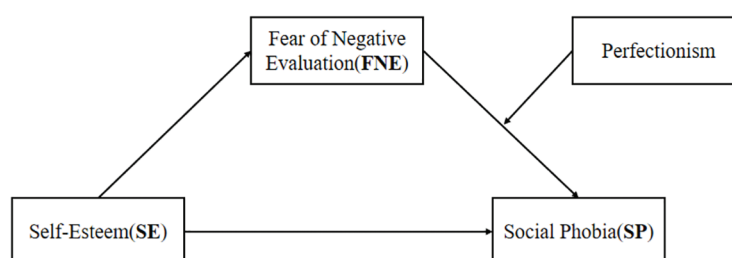 Fear of Negative
Evaluation(FNE)
Perfectionism
Self-Esteem(SE)
Social Phobia(SP)